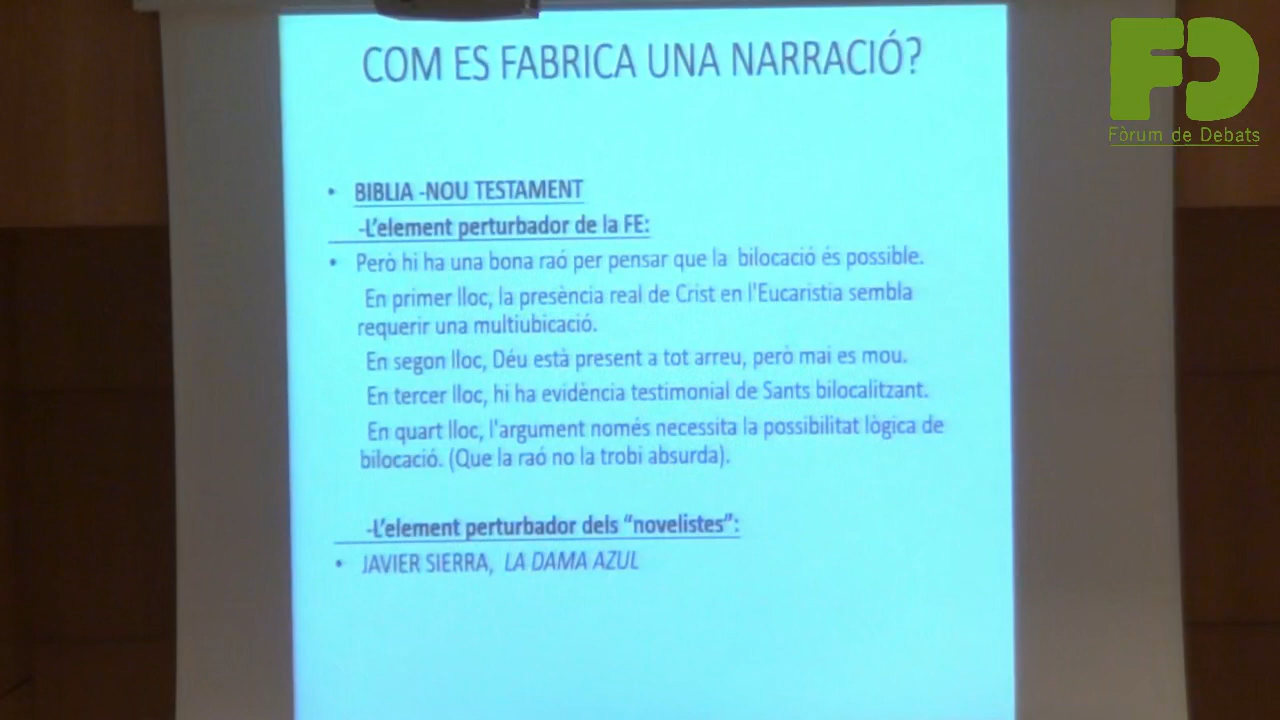 COM ES FABRICA UNA NARRACIÓ?
FD
Fòrum de Debats
• BIBLIA -NOU TESTAMENT
-L'element perturbador de la FE:
• Però hi ha una bona raó per pensar que la bilocació és possible.
En primer lloc, la presència real de Crist en l'Eucaristia sembla
requerir una multiubicació.
En segon lloc, Déu està present a tot arreu, però mai es mou.
En tercer lloc, hi ha evidència testimonial de Sants bilocalitzant.
En quart lloc, l'argument només necessita la possibilitat lògica de
bilocació. (Que la raó no la trobi absurda).
-L'element perturbador dels “novelistes”:
• JAVIER SIERRA, LA DAMA AZUL